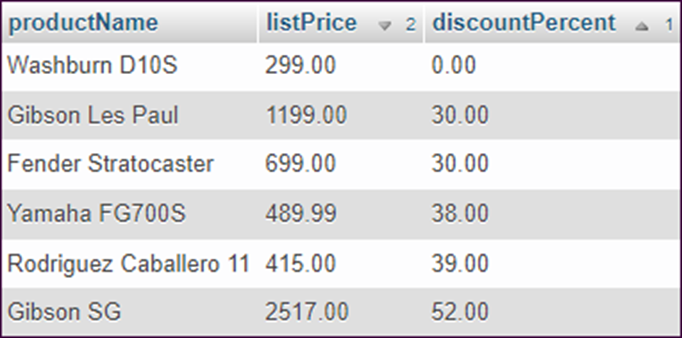 productName listPrice 2 discountPercent 1
Washburn D10S 299.00 0.00
Gibson Les Paul 1199.00 30.00
Fender Stratocaster 699.00 30.00
Yamaha FG700S 489.99 38.00
Rodriguez Caballero 11 415.00 39.00
Gibson SG 2517.00 52.00